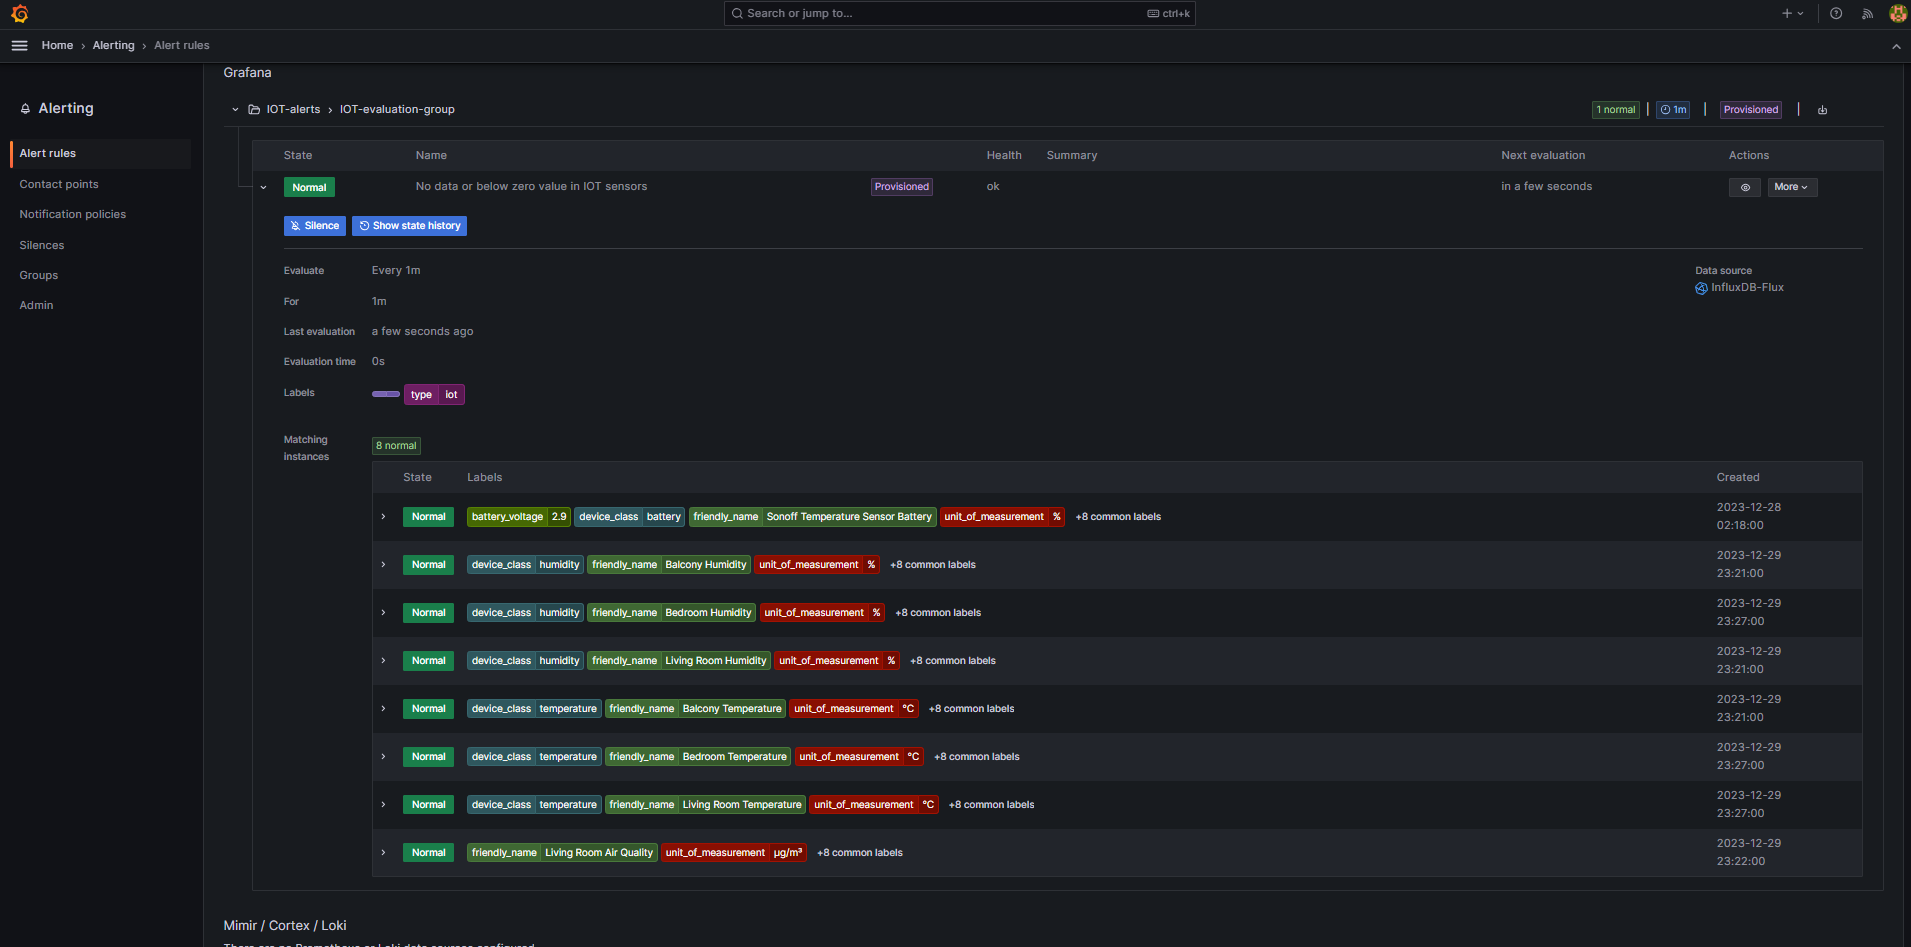 Search or jump to...
ctrl+k
Home › Alerting › Alert rules
Alerting
Alert rules
Contact points
Notification policies
Silences
Groups
Admin
Grafana
IOT-alerts › IOT-evaluation-group
1 normal
1m
Provisioned
State Name Health Summary Next evaluation Actions
Normal No data or below zero value in IOT sensors Provisioned ok in a few seconds More
Silence Show state history
Evaluate Every 1m
For 1m
Last evaluation a few seconds ago
Evaluation time 0s
Labels type iot
Data source
InfluxDB-Flux
Matching
instances
8 normal
State Labels Created
Normal battery_voltage 2.9 device_class battery friendly_name Sonoff Temperature Sensor Battery unit_of_measurement % +8 common labels
2023-12-28
02:18:00
Normal device_class humidity friendly_name Balcony Humidity unit_of_measurement % +8 common labels
2023-12-29
23:21:00
Normal device_class humidity friendly_name Bedroom Humidity unit_of_measurement % +8 common labels
2023-12-29
23:27:00
Normal device_class humidity friendly_name Living Room Humidity unit_of_measurement % +8 common labels
2023-12-29
23:21:00
Normal device_class temperature friendly_name Balcony Temperature unit_of_measurement °C +8 common labels
2023-12-29
23:21:00
Normal device_class temperature friendly_name Bedroom Temperature unit_of_measurement °C +8 common labels
2023-12-29
23:27:00
Normal device_class temperature friendly_name Living Room Temperature unit_of_measurement °C +8 common labels
2023-12-29
23:27:00
Normal friendly_name Living Room Air Quality unit_of_measurement µg/m³ +8 common labels
2023-12-29
23:22:00
Mimir / Cortex / Loki
There are no Prometheus or Loki data sources configured